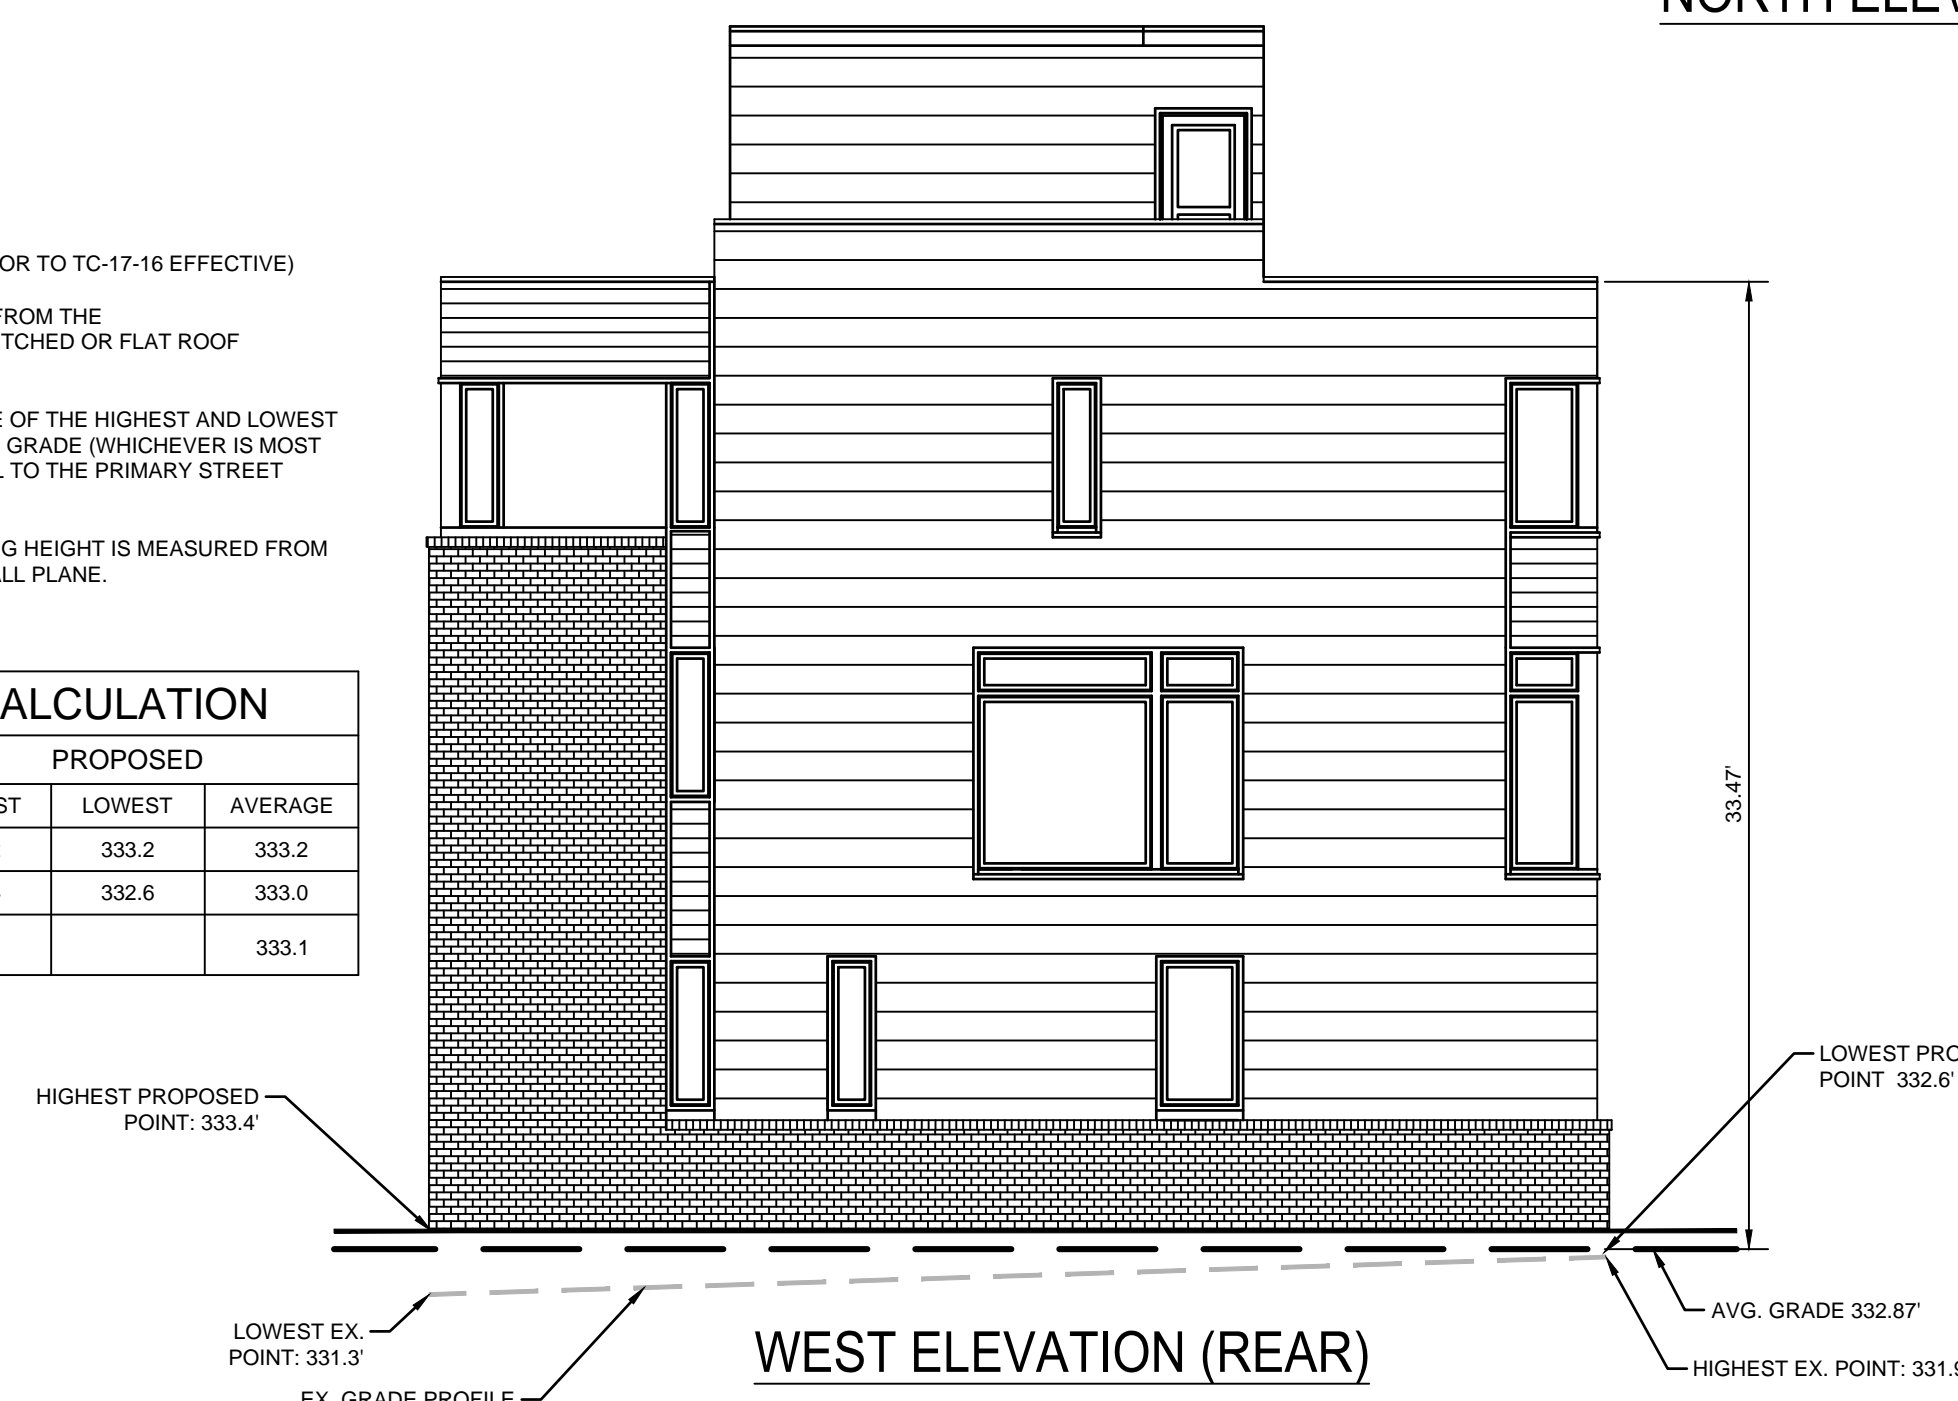 OR TO TC-17-16 EFFECTIVE)
FROM THE
TCHED OR FLAT ROOF
OF THE HIGHEST AND LOWEST
GRADE (WHICHEVER IS MOST
TO THE PRIMARY STREET
G HEIGHT IS MEASURED FROM
ALL PLANE.
ALCULATION
PROPOSED
ST LOWEST AVERAGE
333.2 333.2
332.6 333.0
333.1
33.47'
HIGHEST PROPOSED
POINT: 333.4'
LOWEST PRO
POINT 332.6'
LOWEST EX.
POINT: 331.3'
EX. GRADE PROFILE
AVG. GRADE 332.87'
HIGHEST EX. POINT: 331.9
WEST ELEVATION (REAR)